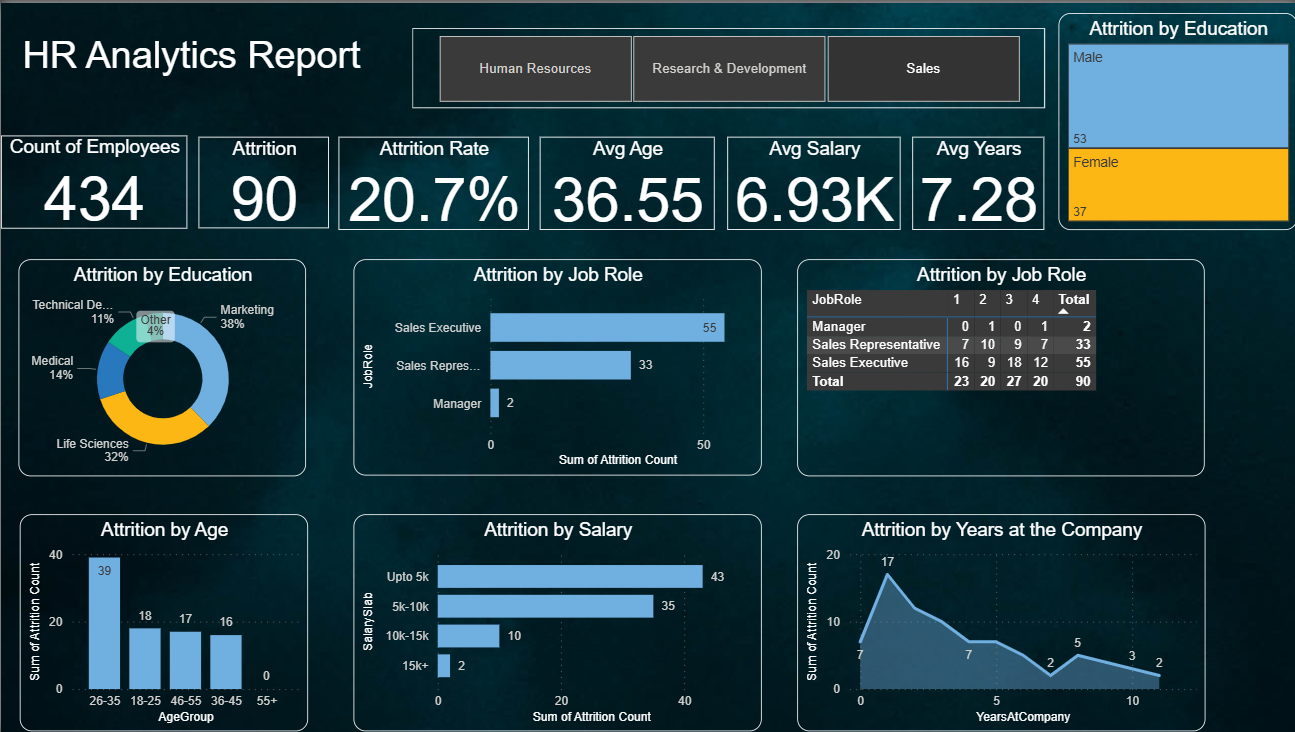 HR Analytics Report
Human Resources
Research & Development
Sales
Attrition by Education
Male
53
Female
37
Count of Employees
434
Attrition
90
Attrition Rate
20.7%
Avg Age
36.55
Avg Salary
6.93K
Avg Years
7.28
Attrition by Education
Technical De...
11%
Other
4%
Marketing
38%
Medical
14%
Life Sciences
32%
Attrition by Job Role
JobRole
Sales Executive
55
Sales Repres...
33
Manager
2
0
50
Sum of Attrition Count
Attrition by Job Role
JobRole 1 2 3 4 Total
Manager 0 1 0 1 2
Sales Representative 7 10 9 7 33
Sales Executive 16 9 18 12 55
Total 23 20 27 20 90
Attrition by Age
Sum of Attrition Count
40
20
0
39
18
17
16
0
26-35 18-25 46-55 36-45 55+
AgeGroup
Attrition by Salary
SalarySlab
Upto 5k
43
5k-10k
35
10k-15k
10
15k+
2
0 20 40
Sum of Attrition Count
Attrition by Years at the Company
Sum of Attrition Count
20
10
0
7
17
7
2
5
3
2
0 5 10
YearsAtCompany